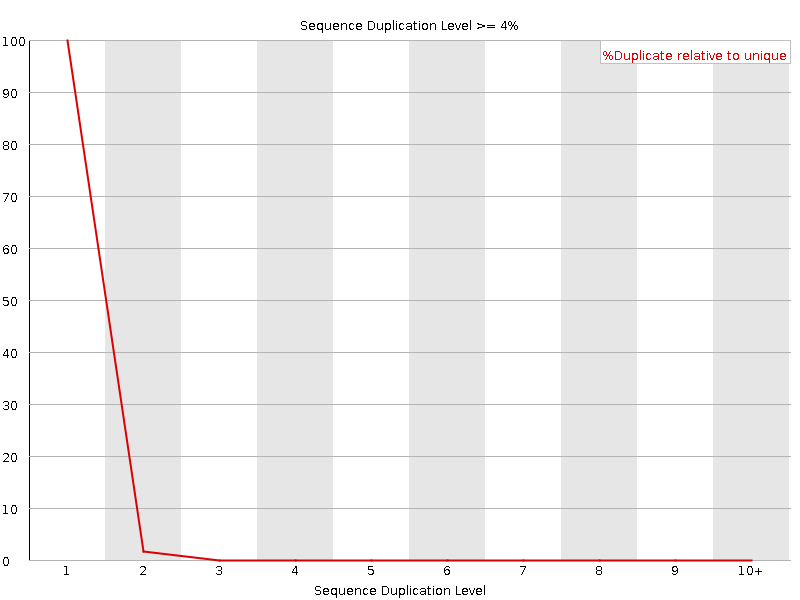 Sequence Duplication Level >= 4%
%Duplicate relative to unique
100
90
80
70
60
50
40
30
20
10
0
1 2 3 4 5 6 7 8 9 10+
Sequence Duplication Level